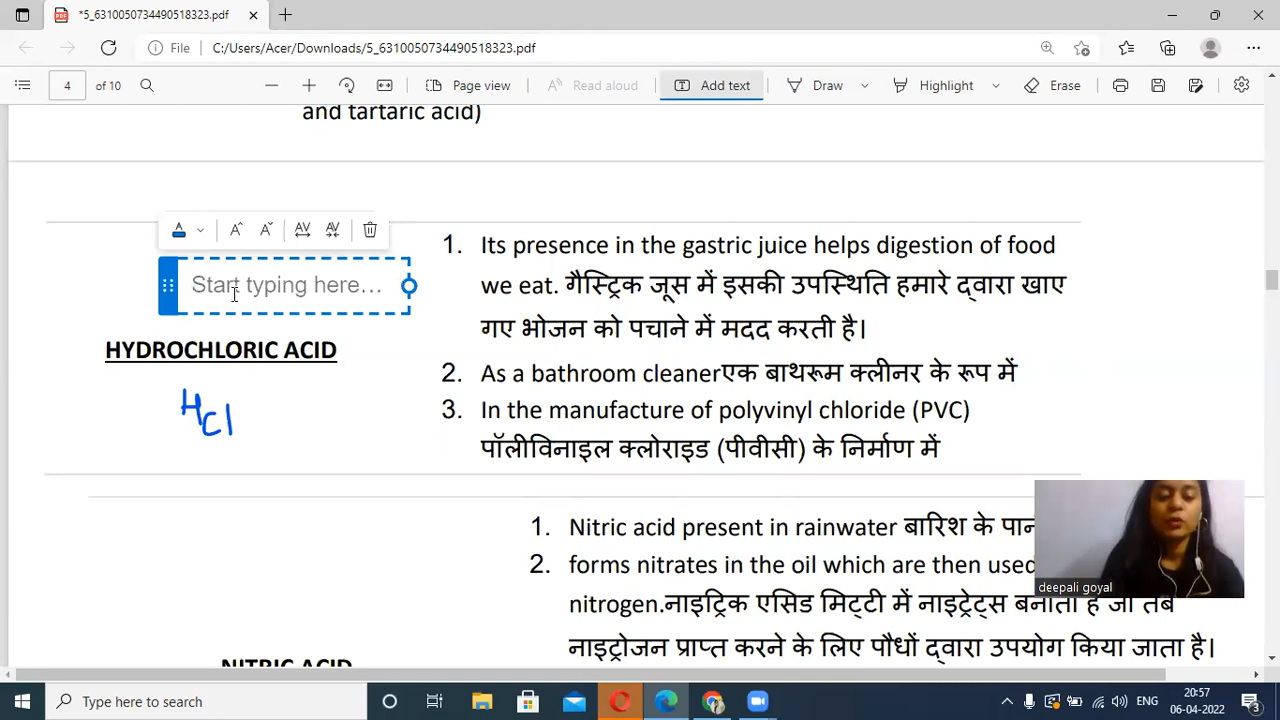 *5_6310050734490518323.pdf
File C:/Users/Acer/Downloads/5_6310050734490518323.pdf
4 of 10 Page view Read aloud Add text Draw Highlight Erase
and tartaric acid)
Start typing here...
HYDROCHLORIC ACID
HCl
1. Its presence in the gastric juice helps digestion of food
we eat. गैस्ट्रिक जूस में इसकी उपस्थिति हमारे द्वारा खाए
गए भोजन को पचाने में मदद करती है।
2. As a bathroom cleanerएक बाथरूम क्लीनर के रूप में
3. In the manufacture of polyvinyl chloride (PVC)
पॉलीविनाइल क्लोराइड (पीवीसी) के निर्माण में
1. Nitric acid present in rainwater बारिश के
2. forms nitrates in the oil which are then used
nitrogen.नाइट्रिक एसिड मिट्टी में नाइट्रेट्स बनाता है जो तब
नाइट्रोजन प्राप्त करने के लिए पौधों द्वारा उपयोग किया जाता है।
NITRIC ACID
deepali goyal
Type here to search
ENG
20:57
06-04-2022
3